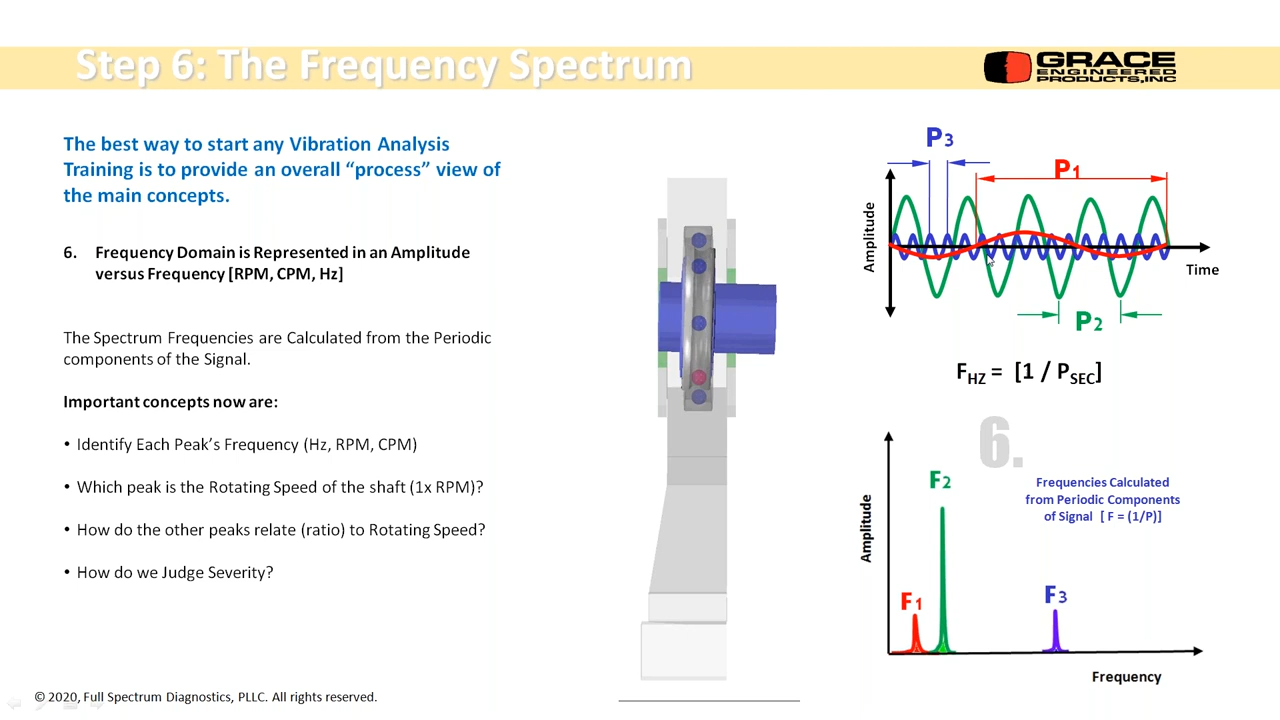 Step 6: The Frequency Spectrum
GRACE
ENGINEERED
PRODUCTS, INC
The best way to start any Vibration Analysis
Training is to provide an overall “process” view of
the main concepts.
6. Frequency Domain is Represented in an Amplitude
versus Frequency [RPM, CPM, Hz]
The Spectrum Frequencies are Calculated from the Periodic
components of the Signal.
Important concepts now are:
• Identify Each Peak’s Frequency (Hz, RPM, CPM)
• Which peak is the Rotating Speed of the shaft (1x RPM)?
• How do the other peaks relate (ratio) to Rotating Speed?
• How do we Judge Severity?
© 2020, Full Spectrum Diagnostics, PLLC. All rights reserved.
P3
P1
Amplitude
Time
P2
FHZ = [1 / PSEC]
6.
F2
Frequencies Calculated
from Periodic Components
of Signal [ F = (1/P)]
Amplitude
F1
F3
Frequency